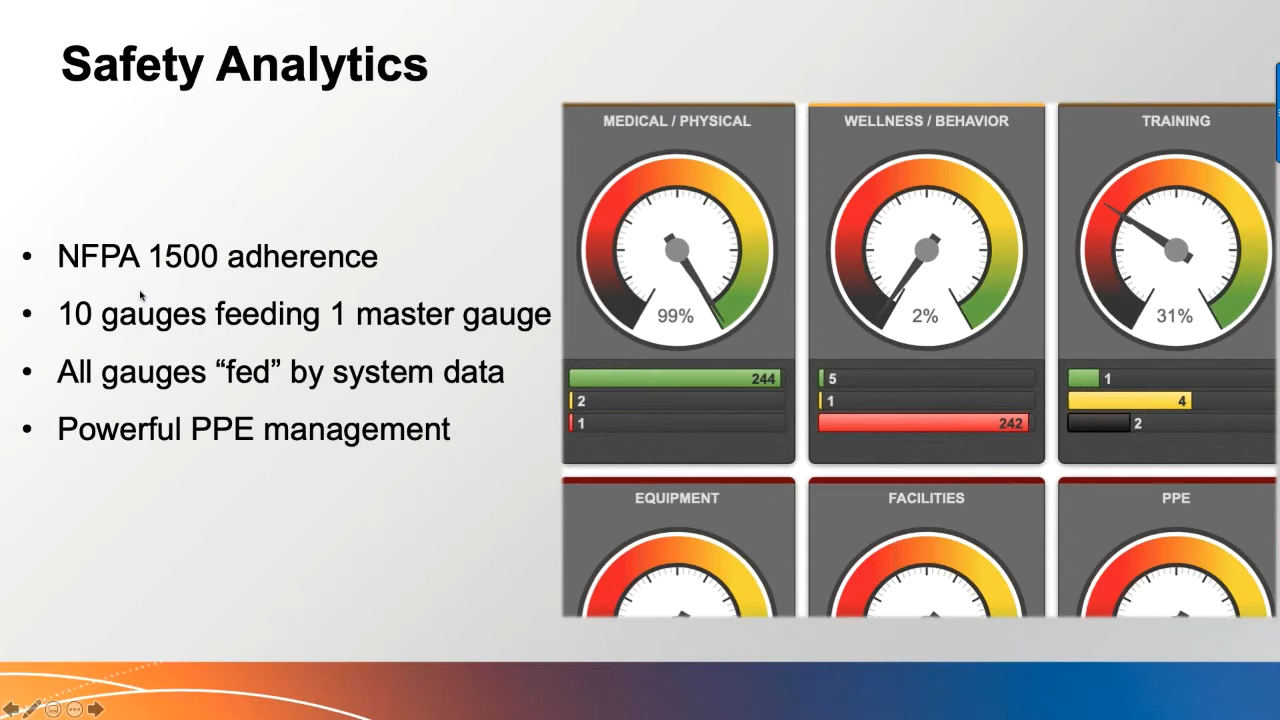 Safety Analytics
• NFPA 1500 adherence
• 10 gauges feeding 1 master gauge
• All gauges “fed” by system data
• Powerful PPE management
MEDICAL / PHYSICAL
99%
244
2
1
WELLNESS / BEHAVIOR
2%
5
1
242
TRAINING
31%
1
4
2
EQUIPMENT
FACILITIES
PPE